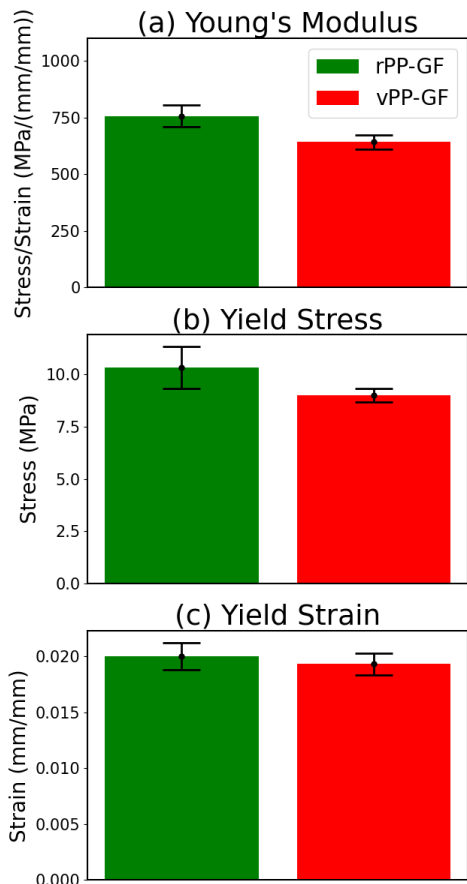 (a) Young's Modulus
Stress/Strain (MPa/(mm/mm))
1000
750
500
250
0
rPP-GF
vPP-GF
(b) Yield Stress
Stress (MPa)
10.0
7.5
5.0
2.5
0.0
(c) Yield Strain
Strain (mm/mm)
0.020
0.015
0.010
0.005
0.000